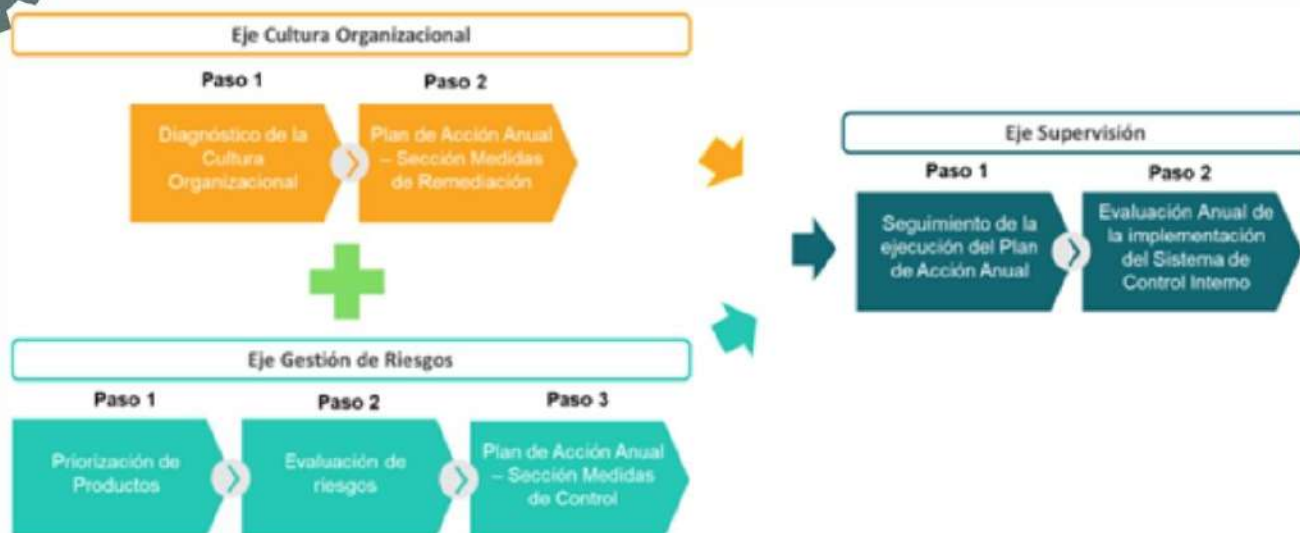 Eje Cultura Organizacional
Paso 1
Paso 2
Diagnóstico de la
Cultura
Organizacional
Plan de Acción Anual
– Sección Medidas
de Remediación
Eje Gestión de Riesgos
Paso 1
Paso 2
Paso 3
Priorización de
Productos
Evaluación de
riesgos
Plan de Acción Anual
– Sección Medidas
de Control
Eje Supervisión
Paso 1
Paso 2
Seguimiento de la
ejecución del Plan
de Acción Anual
Evaluación Anual de
la implementación
del Sistema de
Control Interno